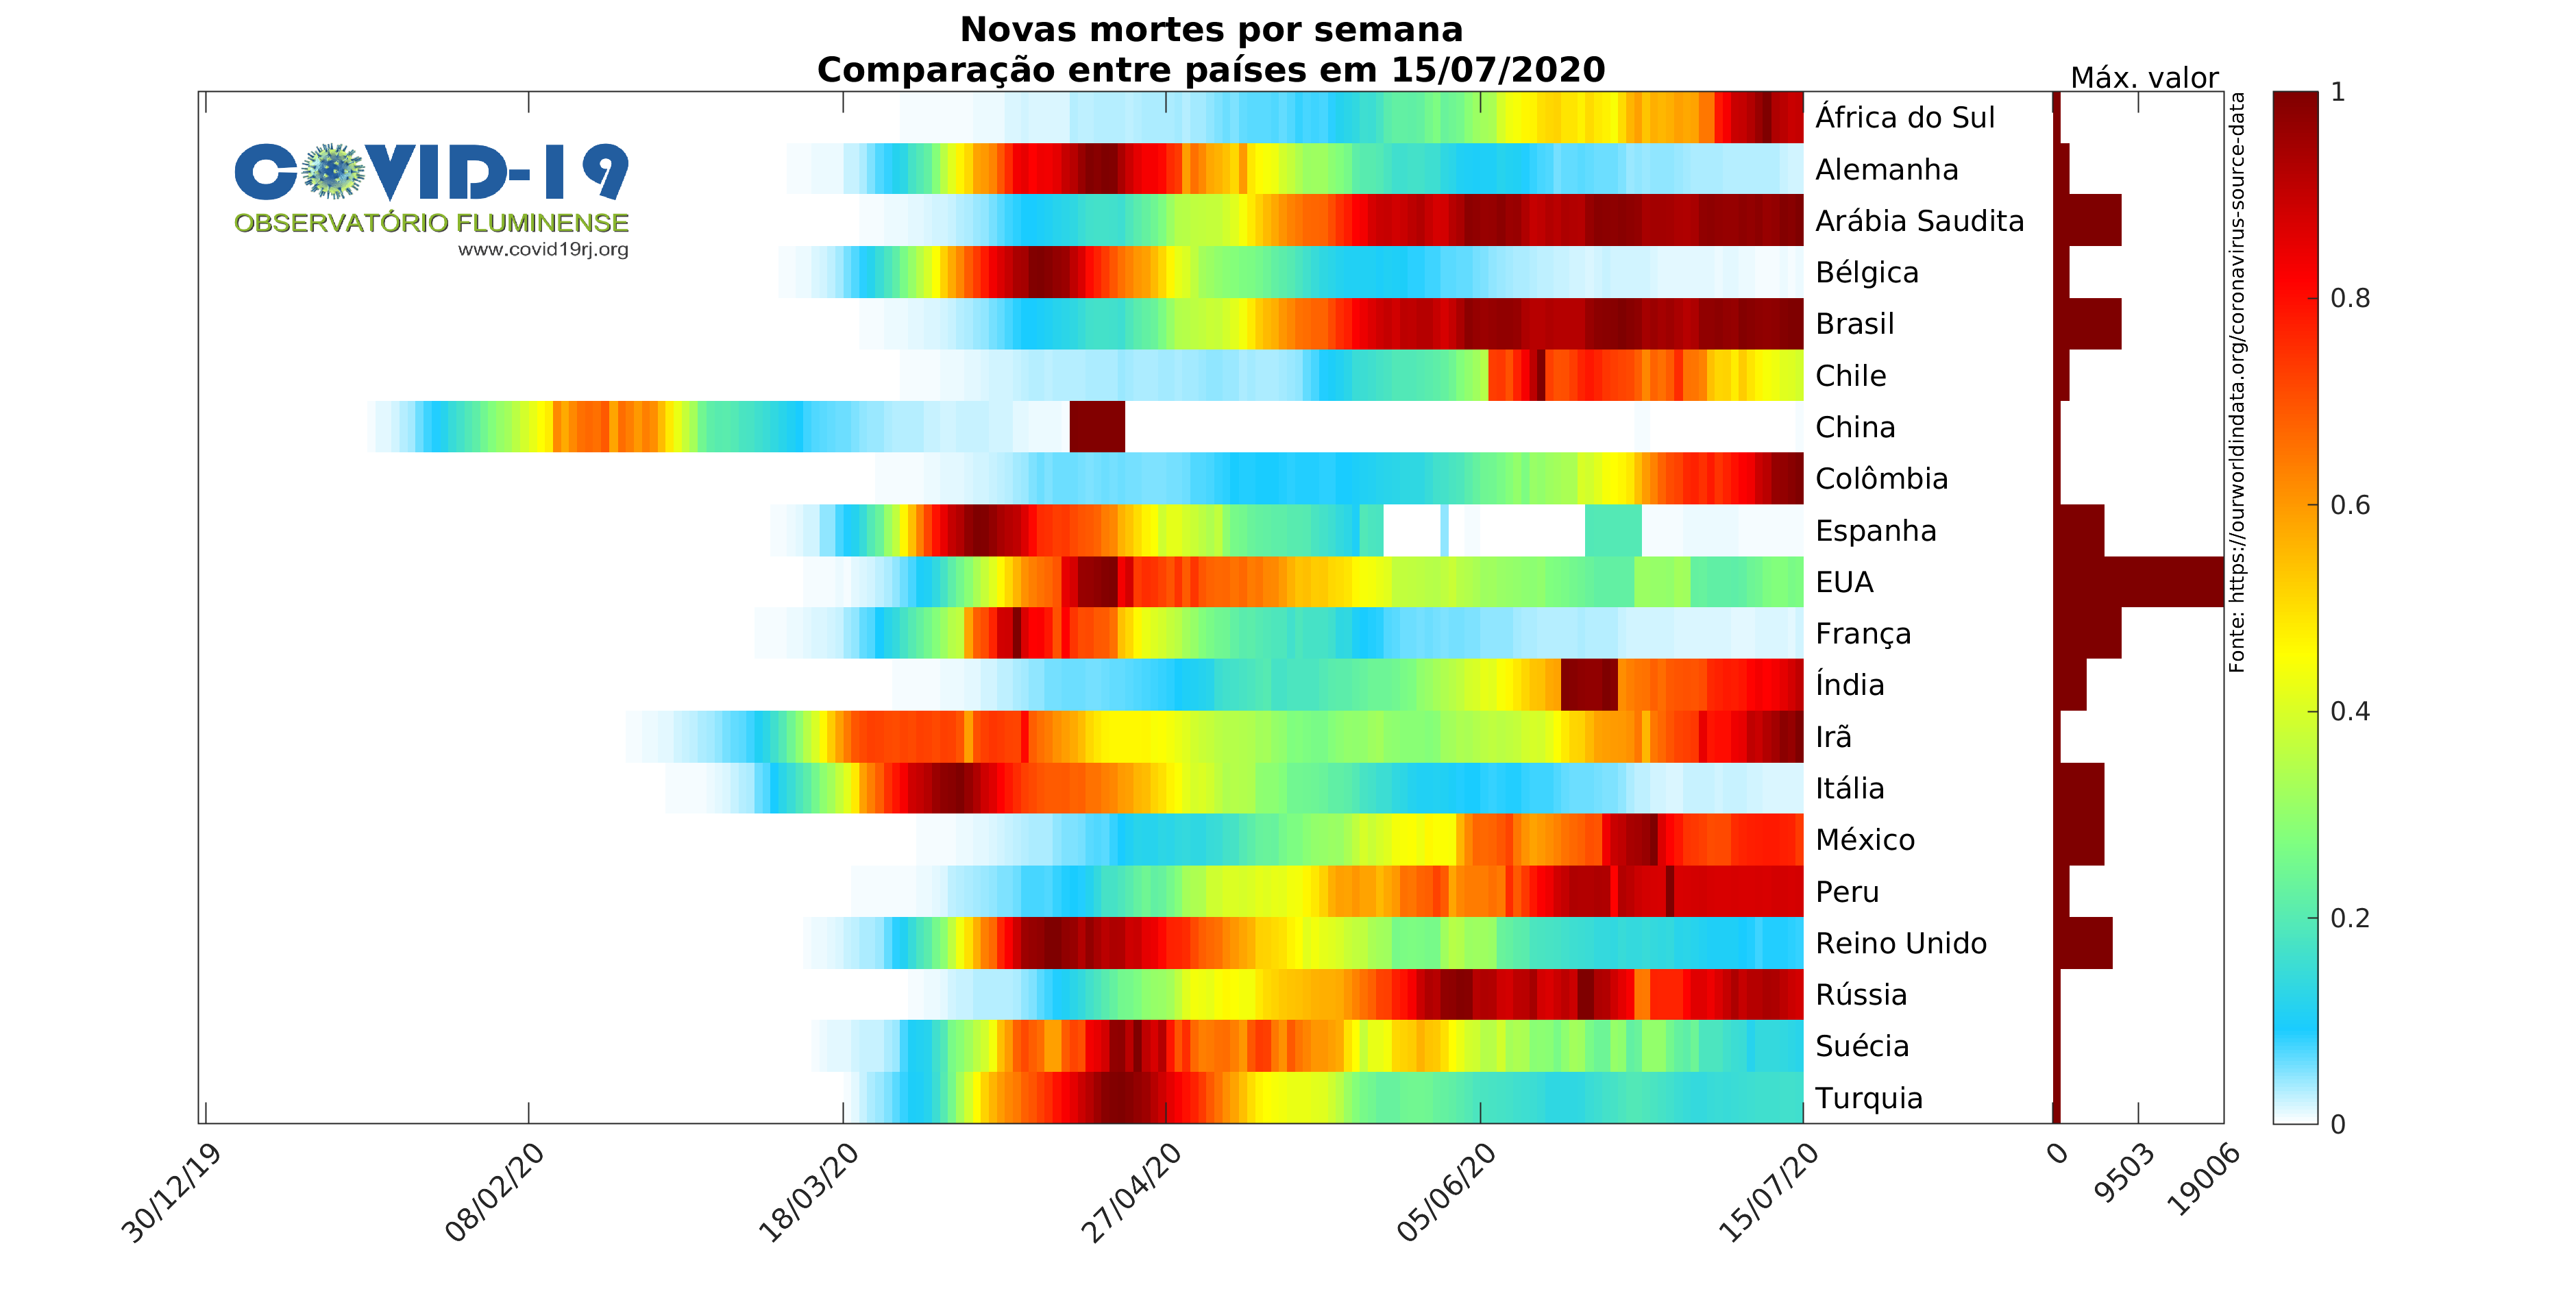 Novas mortes por semana
Comparação entre países em 15/07/2020
Máx. valor
COVID-19
OBSERVATÓRIO FLUMINENSE
www.covid19rj.org
África do Sul
Alemanha
Arábia Saudita
Bélgica
Brasil
Chile
China
Colômbia
Espanha
EUA
França
Índia
Irã
Itália
México
Peru
Reino Unido
Rússia
Suécia
Turquia
Fonte: https://ourworldindata.org/coronavirus-source-data
1
0.8
0.6
0.4
0.2
0
30/12/19
08/02/20
18/03/20
27/04/20
05/06/20
15/07/20
0
9503
19006